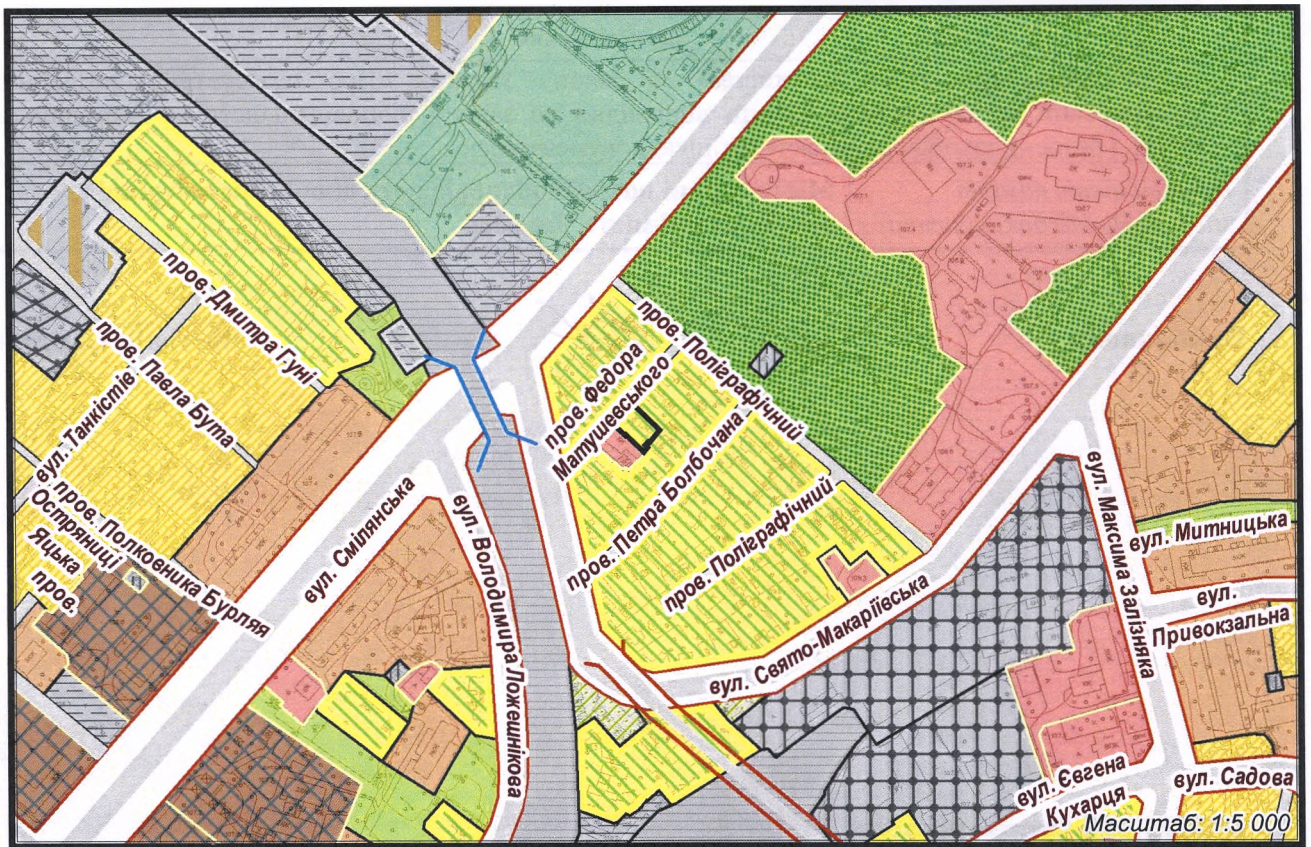 пров. Дмитра Гуні
пров. Павла Бута
вул. Танкістів
пров. Полковника Бурляя
Остряниці
Яцька
пров.
вул. Смілянська
вул. Володимира Ложешнікова
пров. Федора
Матушевського
пров. Поліграфічний
пров. Петра Болбочана
пров. Поліграфічний
вул. Свято-Макаріївська
вул. Максима Залізняка
вул. Митницька
вул.
Привокзальна
вул. Євгена
Кухарця
вул. Садова
Масштаб: 1:5 000